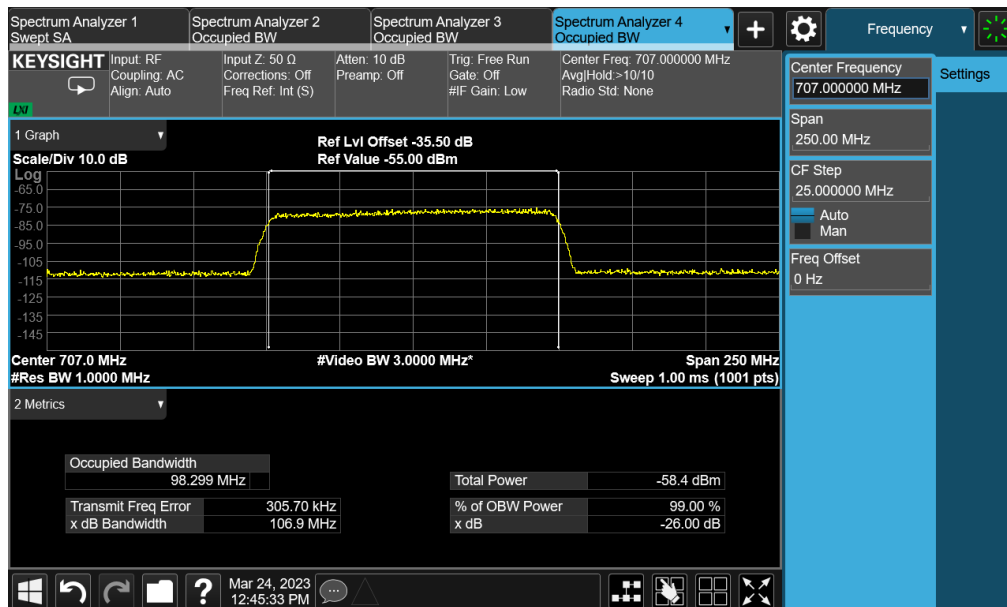 Spectrum Analyzer 1
Swept SA
Spectrum Analyzer 2
Occupied BW
Spectrum Analyzer 3
Occupied BW
Spectrum Analyzer 4
Occupied BW
Frequency
KEYSIGHT
LXI
Input: RF
Coupling: AC
Align: Auto
Input Z: 50 Ω
Corrections: Off
Freq Ref: Int (S)
Atten: 10 dB
Preamp: Off
Trig: Free Run
Gate: Off
#IF Gain: Low
Center Freq: 707.000000 MHz
Avg|Hold:>10/10
Radio Std: None
Center Frequency
707.000000 MHz
Settings
Span
250.00 MHz
CF Step
25.000000 MHz
Auto
Man
Freq Offset
0 Hz
1 Graph
Scale/Div 10.0 dB
Ref Lvl Offset -35.50 dB
Ref Value -55.00 dBm
Log
-65.0
-75.0
-85.0
-95.0
-105
-115
-125
-135
-145
Center 707.0 MHz
#Video BW 3.0000 MHz*
Span 250 MHz
#Res BW 1.0000 MHz
Sweep 1.00 ms (1001 pts)
2 Metrics
Occupied Bandwidth
98.299 MHz
Total Power -58.4 dBm
Transmit Freq Error 305.70 kHz
% of OBW Power 99.00 %
x dB Bandwidth 106.9 MHz
x dB -26.00 dB
?
Mar 24, 2023
12:45:33 PM